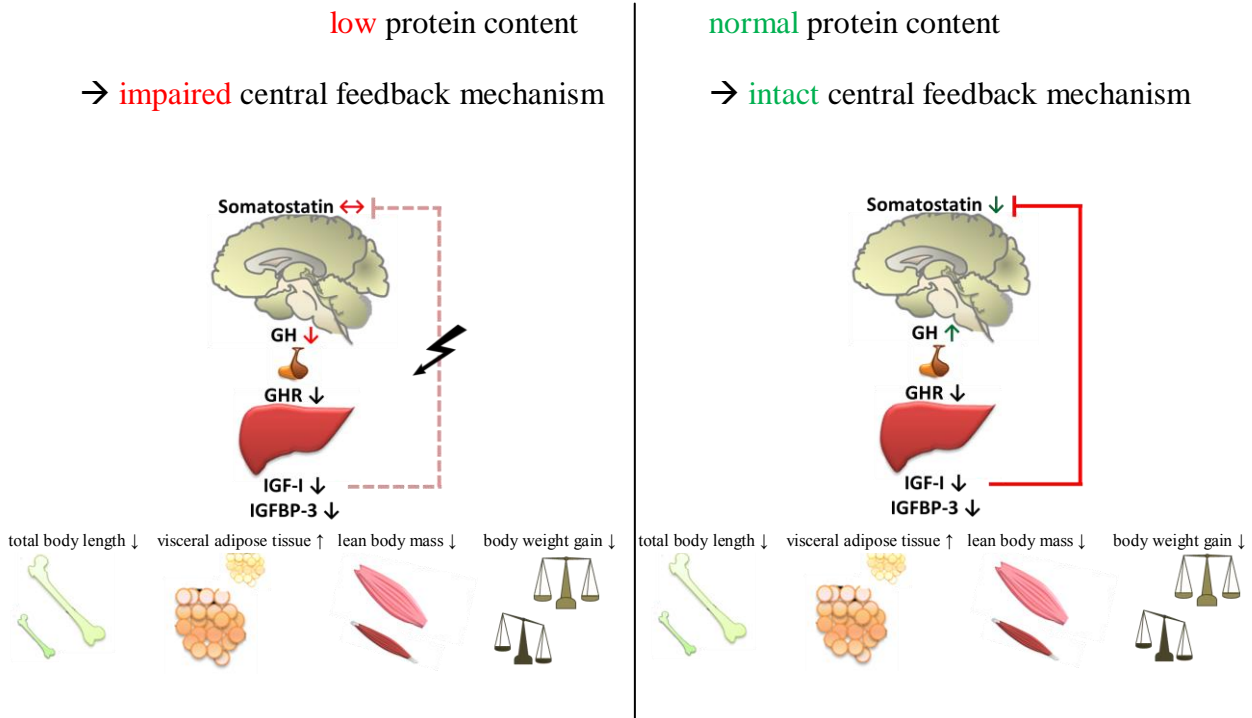 low protein content
→ impaired central feedback mechanism
Somatostatin ↔
GH ↓
GHR ↓
IGF-I ↓
IGFBP-3 ↓
total body length ↓
visceral adipose tissue ↑
lean body mass ↓
body weight gain ↓
normal protein content
→ intact central feedback mechanism
Somatostatin ↓
GH ↑
GHR ↓
IGF-I ↓
IGFBP-3 ↓
total body length ↓
visceral adipose tissue ↑
lean body mass ↓
body weight gain ↓